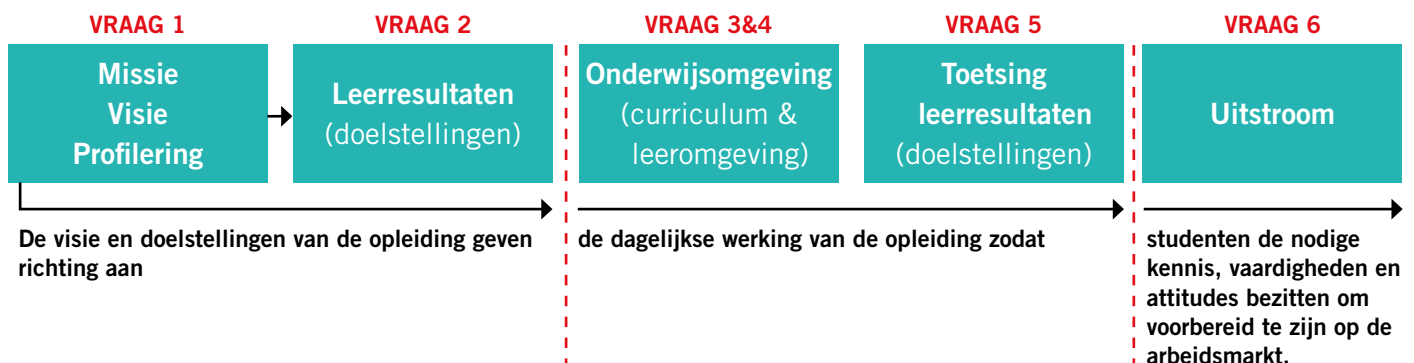 VRAAG 1
Missie
Visie
Profilering
VRAAG 2
Leerresultaten
(doelstellingen)
VRAAG 3&4
Onderwijsomgeving
(curriculum &
leeromgeving)
VRAAG 5
Toetsing
leerresultaten
(doelstellingen)
VRAAG 6
Uitstroom
De visie en doelstellingen van de opleiding geven
richting aan
de dagelijkse werking van de opleiding zodat
studenten de nodige
kennis, vaardigheden en
attitudes bezitten om
voorbereid te zijn op de
arbeidsmarkt.